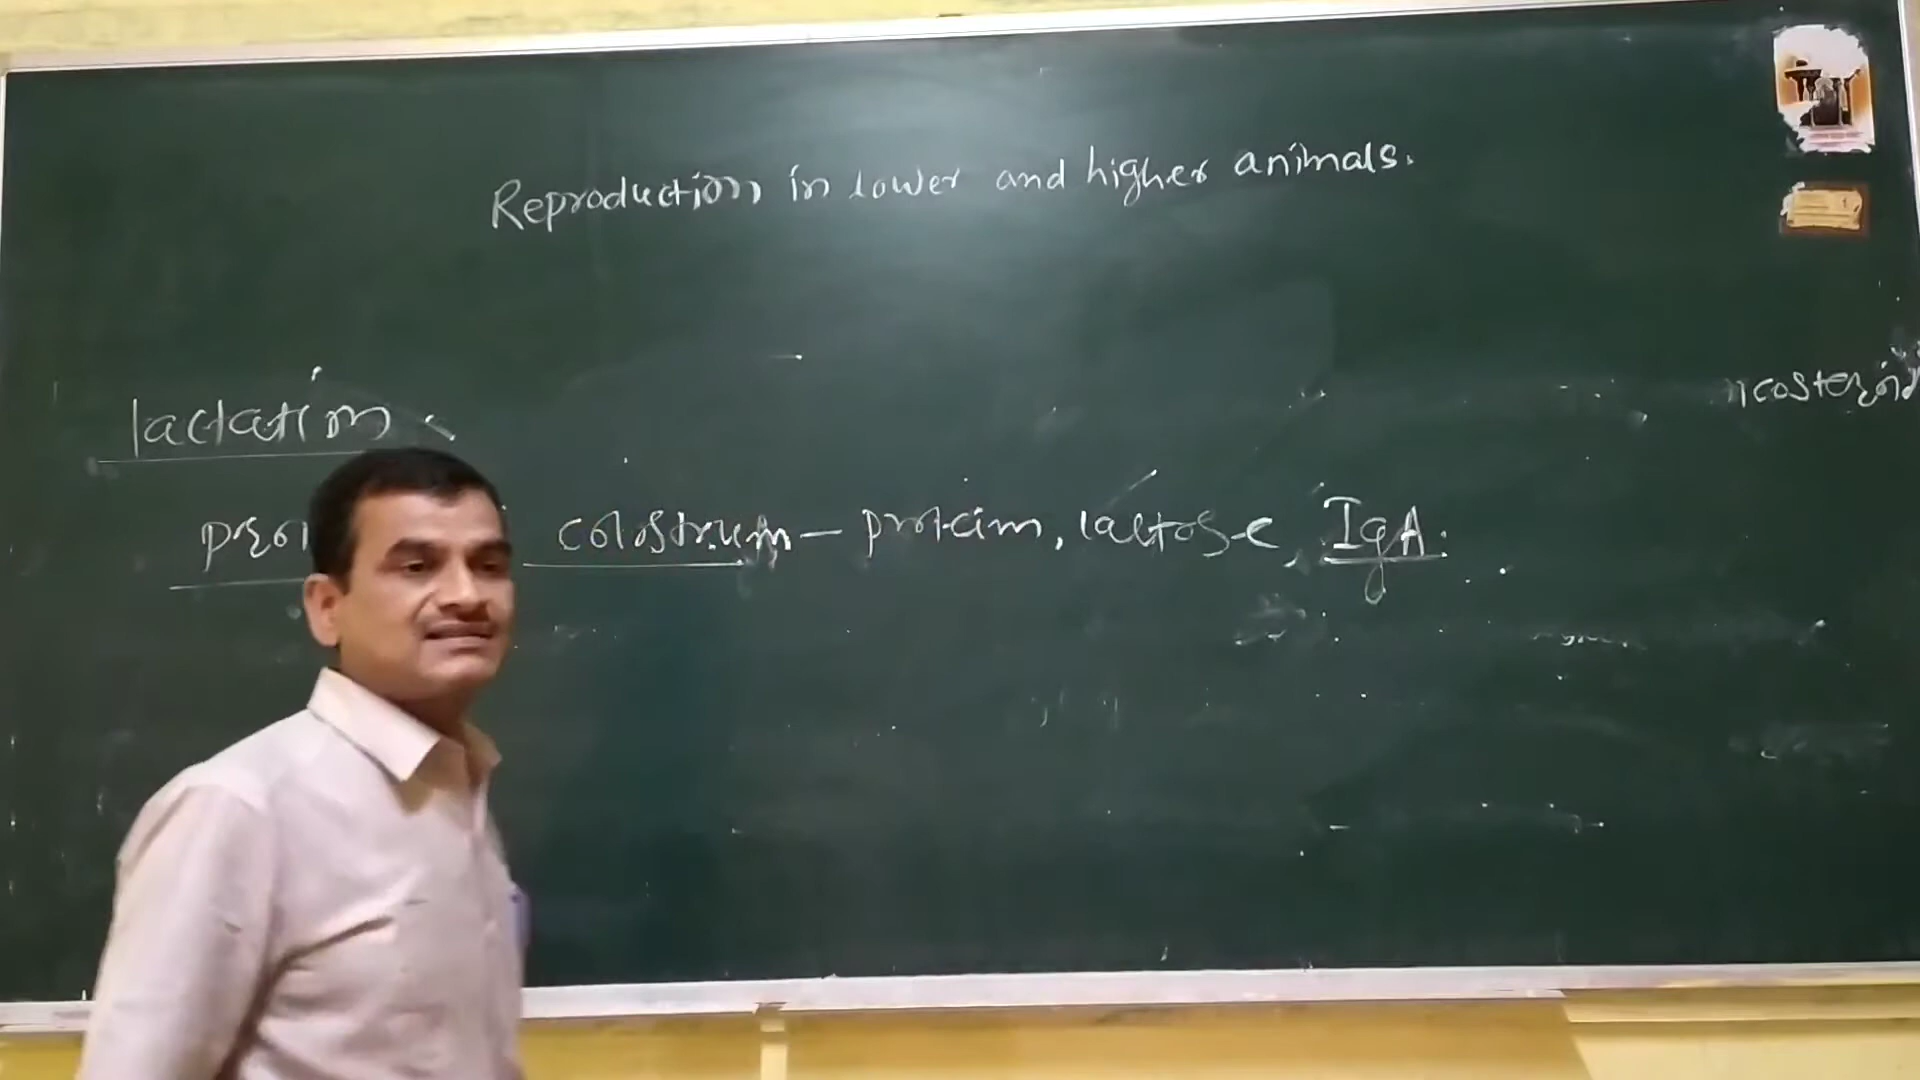 Reproduction in lower and higher animals.
lactation
colostrum – protein, lactose, IgA.